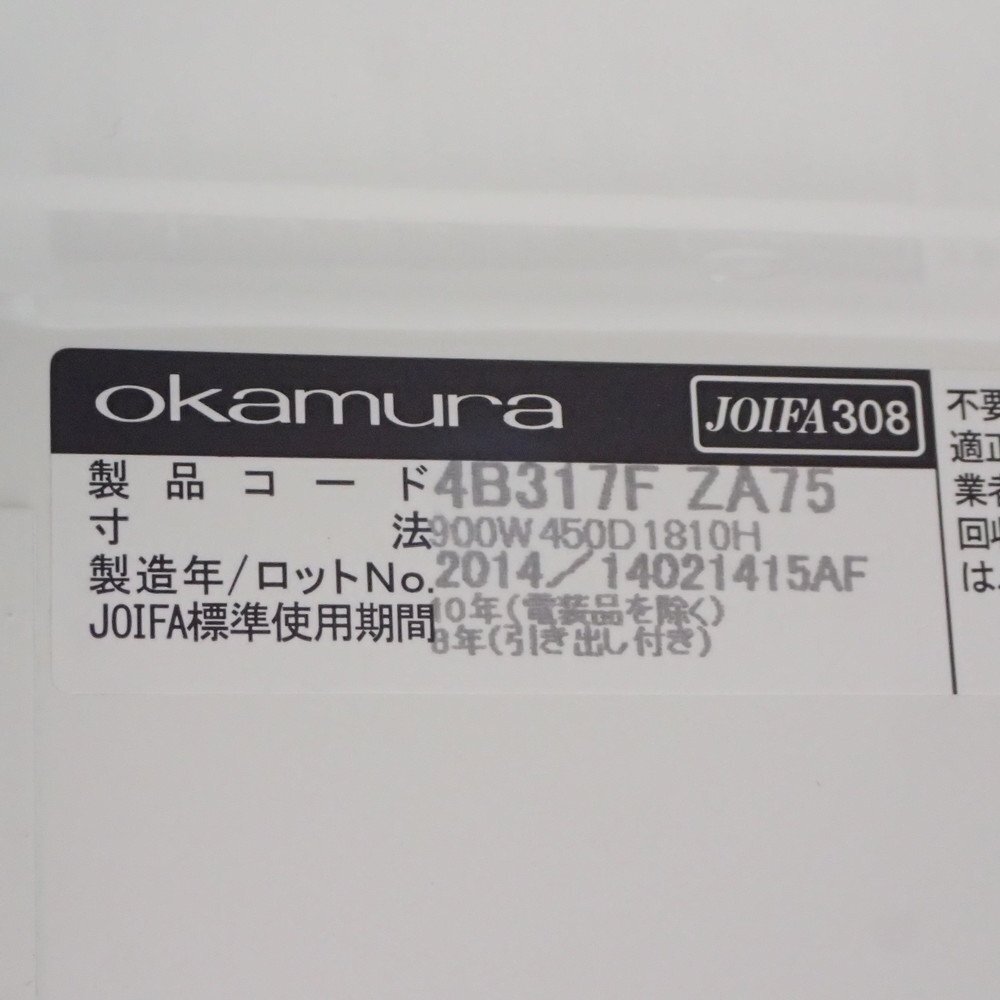 okamura JOIFA308
製品コード 4B317F ZA75
寸法 900W450D1810H
製造年/ロットNo. 2014/14021415AF
JOIFA標準使用期間 10年(電装品を除く)
8年(引き出し付き)
不要
適正
業者
回収
は